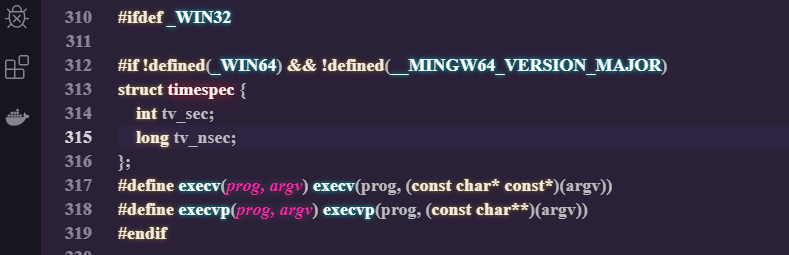 310 #ifdef _WIN32
311
312 #if !defined(_WIN64) && !defined(__MINGW64_VERSION_MAJOR)
313 struct timespec {
314 int tv_sec;
315 long tv_nsec;
316 };
317 #define execv(prog, argv) execv(prog, (const char* const*)(argv))
318 #define execvp(prog, argv) execvp(prog, (const char**)(argv))
319 #endif